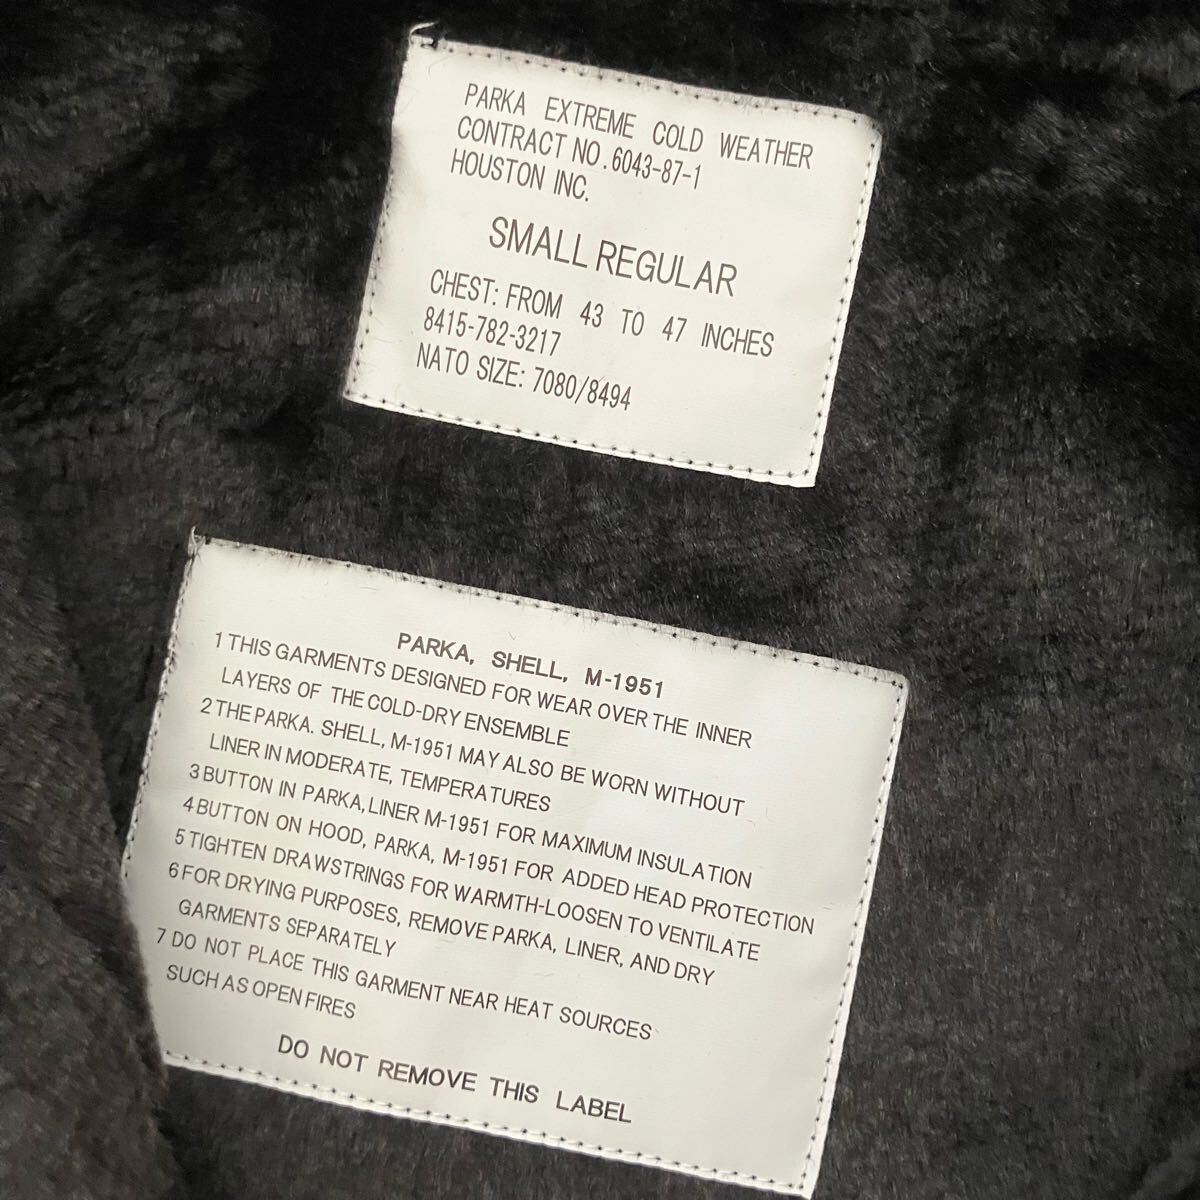 PARKA EXTREME COLD WEATHER
CONTRACT NO.6043-87-1
HOUSTON INC.
SMALL REGULAR
CHEST: FROM 43 TO 47 INCHES
8415-782-3217
NATO SIZE: 7080/8494
PARKA, SHELL, M-1951
1 THIS GARMENTS DESIGNED FOR WEAR OVER THE INNER
LAYERS OF THE COLD-DRY ENSEMBLE
2 THE PARKA. SHELL, M-1951 MAY ALSO BE WORN WITHOUT
LINER IN MODERATE, TEMPERATURES
3 BUTTON IN PARKA, LINER M-1951 FOR MAXIMUM INSULATION
4 BUTTON ON HOOD, PARKA, M-1951 FOR ADDED HEAD PROTECTION
5 TIGHTEN DRAWSTRINGS FOR WARMTH-LOOSEN TO VENTILATE
6 FOR DRYING PURPOSES, REMOVE PARKA, LINER, AND DRY
GARMENTS SEPARATELY
7 DO NOT PLACE THIS GARMENT NEAR HEAT SOURCES
SUCH AS OPEN FIRES
DO NOT REMOVE THIS LABEL